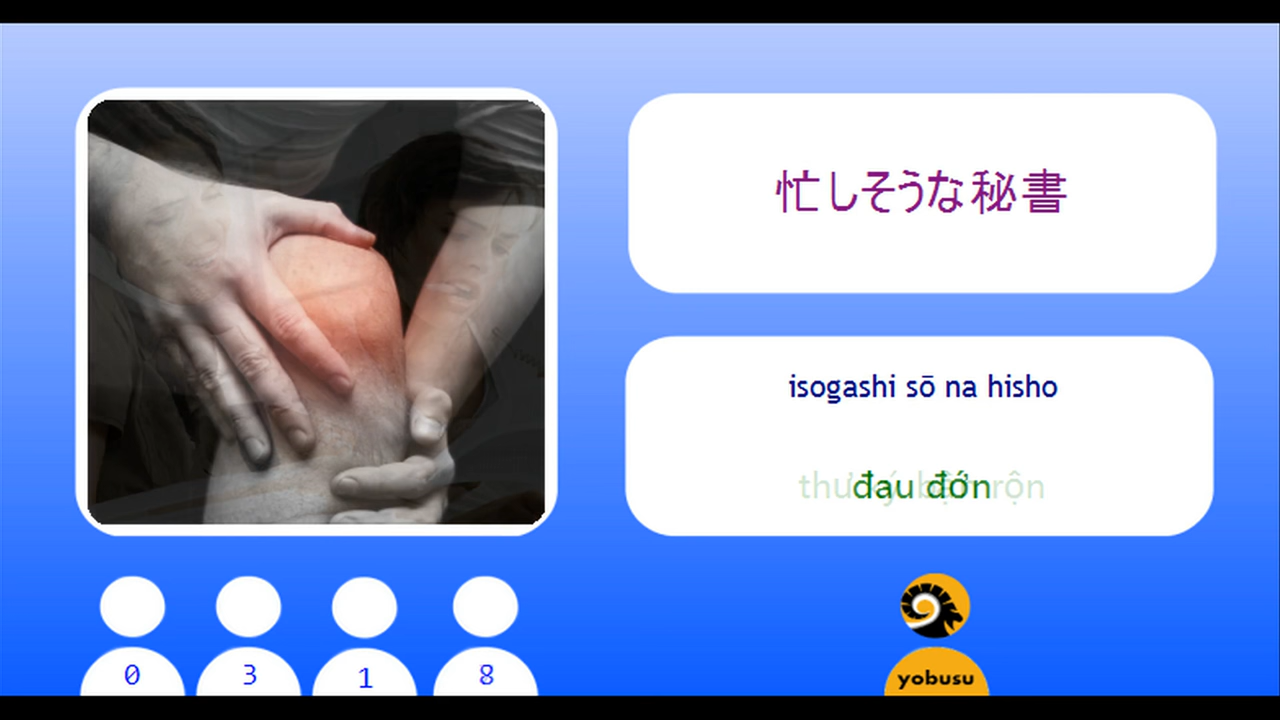 忙しそうな秘書
isogashi sō na hisho
đau đớn
0 3 1 8
yobusu